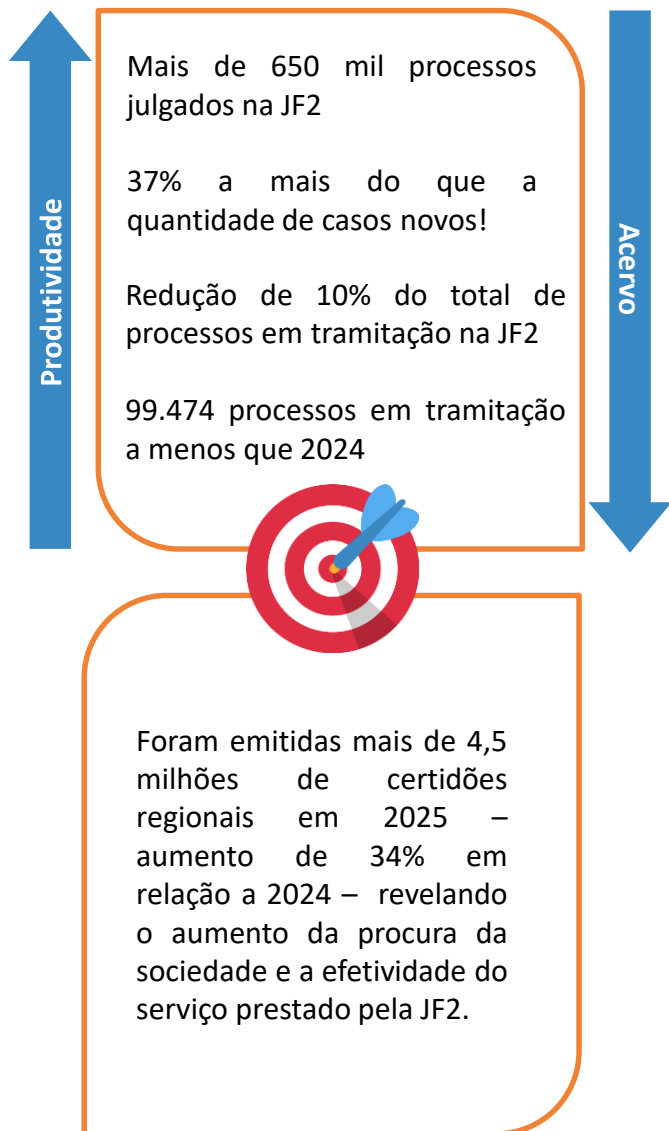 Produtividade
Mais de 650 mil processos
julgados na JF2
37% a mais do que a
quantidade de casos novos!
Redução de 10% do total de
processos em tramitação na JF2
99.474 processos em tramitação
a menos que 2024
Acervo
Foram emitidas mais de 4,5
milhões de certidões
regionais em 2025 –
aumento de 34% em
relação a 2024 – revelando
o aumento da procura da
sociedade e a efetividade do
serviço prestado pela JF2.